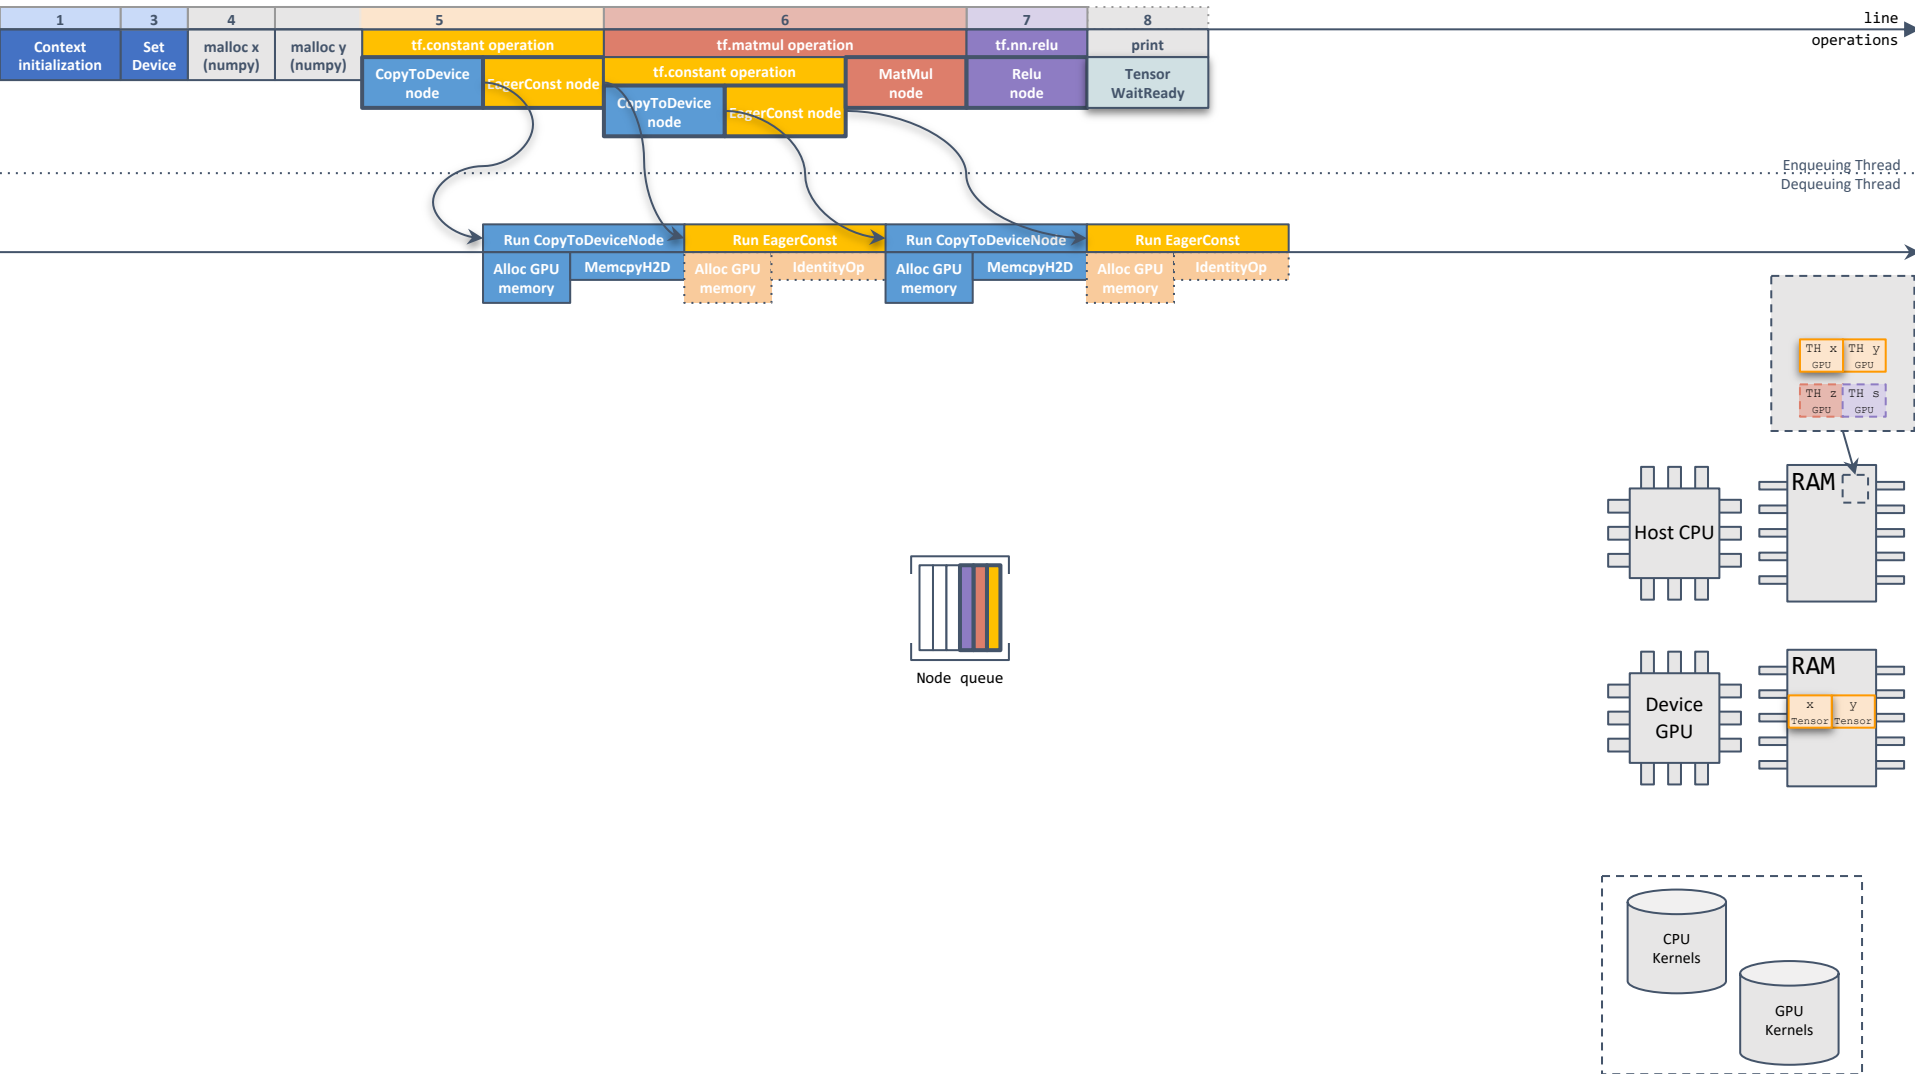 1 3 4 5 6 7 8 line
Context initialization
Set Device
malloc x (numpy)
malloc y (numpy)
tf.constant operation
tf.matmul operation
tf.nn.relu
print
operations
CopyToDevice node
EagerConst node
tf.constant operation
MatMul node
Relu node
Tensor WaitReady
CopyToDevice node
EagerConst node
Enqueuing Thread
Dequeuing Thread
Run CopyToDeviceNode
Run EagerConst
Run CopyToDeviceNode
Run EagerConst
Alloc GPU memory
MemcpyH2D
Alloc GPU memory
IdentityOp
Alloc GPU memory
MemcpyH2D
Alloc GPU memory
IdentityOp
TH x GPU
TH y GPU
TH z GPU
TH s GPU
Host CPU
RAM
Node queue
Device GPU
RAM
x Tensor
y Tensor
CPU Kernels
GPU Kernels